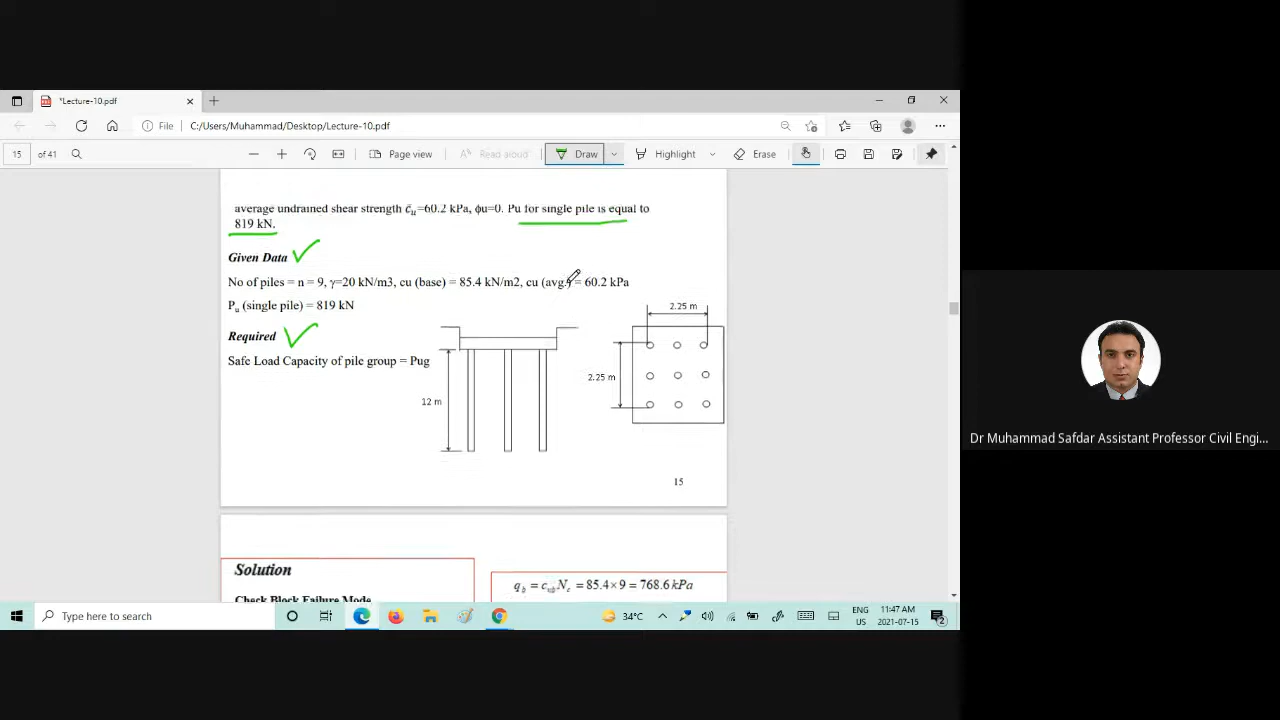 *Lecture-10.pdf
File C:/Users/Muhammad/Desktop/Lecture-10.pdf
15 of 41 Page view Read aloud Draw Highlight Erase
average undrained shear strength c̄u=60.2 kPa, ϕu=0. Pu for single pile is equal to
819 kN.
Given Data
No of piles = n = 9, γ=20 kN/m3, cu (base) = 85.4 kN/m2, cu (avg.) = 60.2 kPa
Pu (single pile) = 819 kN
Required
Safe Load Capacity of pile group = Pug
2.25 m
2.25 m
12 m
15
Solution
Check Block Failure Mode
qb = cub Nc = 85.4×9 = 768.6 kPa
Dr Muhammad Safdar Assistant Professor Civil Engi...
Type here to search
34°C
ENG
US
11:47 AM
2021-07-15
2